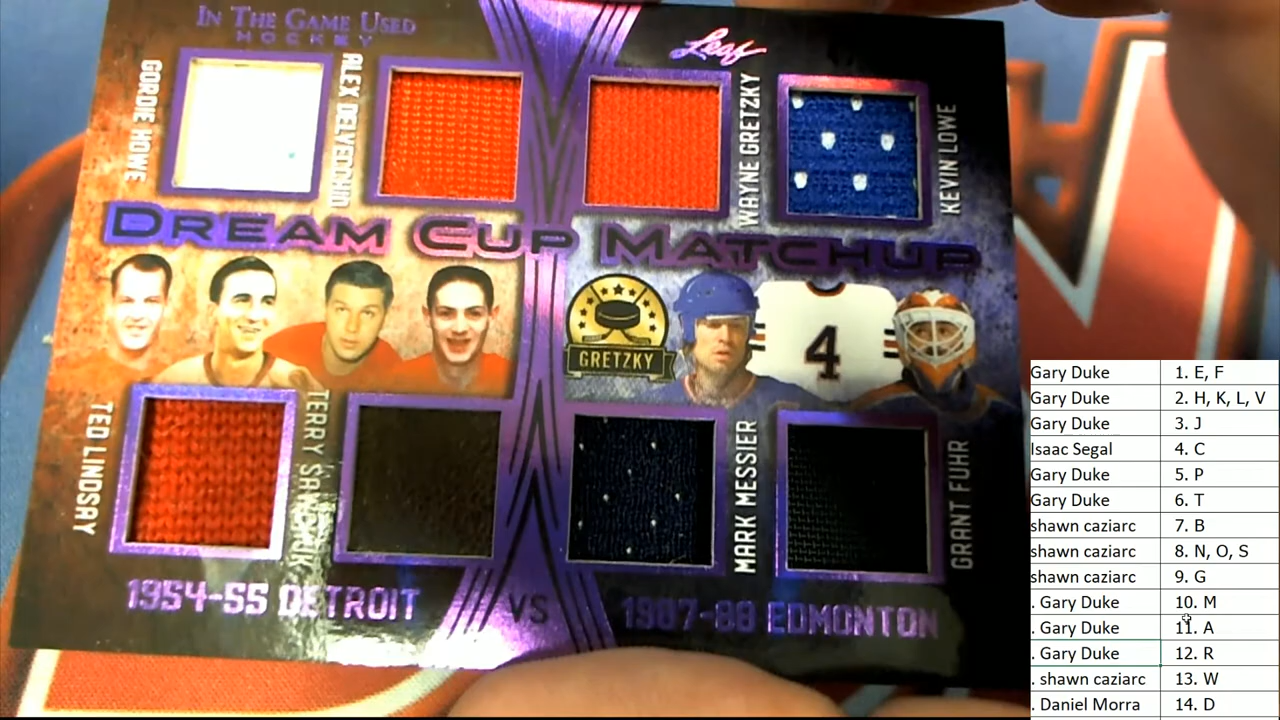 IN THE GAME USED
HOCKEY
Leaf
GORDIE HOWE
ALEX DELVECCHIO
WAYNE GRETZKY
KEVIN LOWE
DREAM CUP MATCHUP
GRETZKY
4
TED LINDSAY
TERRY SAWCHUK
MARK MESSIER
GRANT FUHR
1954-55 DETROIT
VS
1987-88 EDMONTON
Gary Duke 1. E, F
Gary Duke 2. H, K, L, V
Gary Duke 3. J
Isaac Segal 4. C
Gary Duke 5. P
Gary Duke 6. T
shawn caziarc 7. B
shawn caziarc 8. N, O, S
shawn caziarc 9. G
. Gary Duke 10. M
. Gary Duke 11. A
. Gary Duke 12. R
. shawn caziarc 13. W
. Daniel Morra 14. D